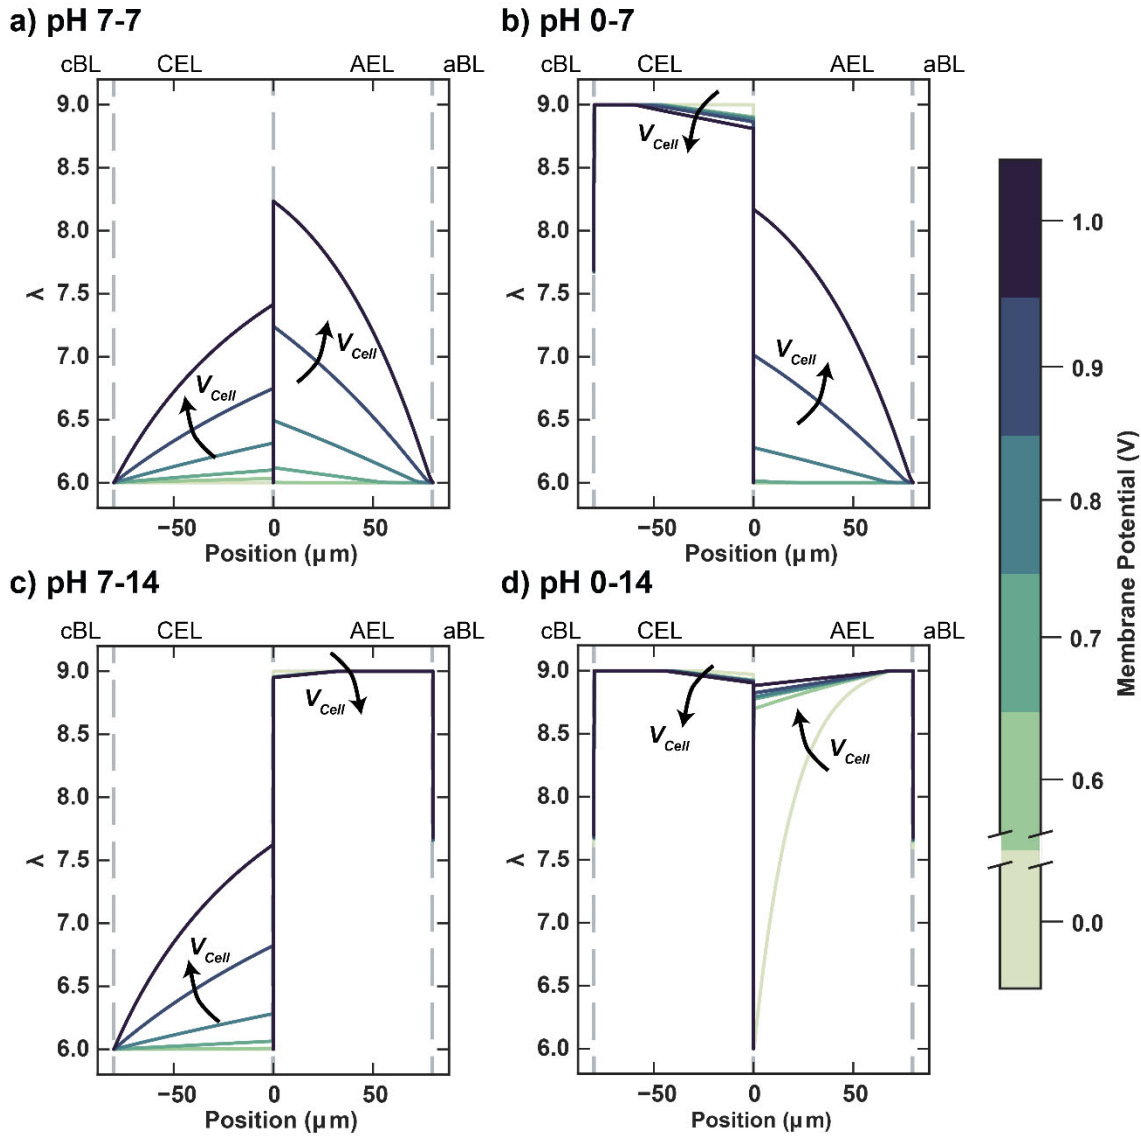 a) pH 7-7
cBL CEL AEL aBL
9.0
8.5
8.0
7.5
7.0
6.5
6.0
λ
V_Cell
V_Cell
−50 0 50
Position (μm)
b) pH 0-7
cBL CEL AEL aBL
9.0
8.5
8.0
7.5
7.0
6.5
6.0
λ
V_Cell
V_Cell
−50 0 50
Position (μm)
c) pH 7-14
cBL CEL AEL aBL
9.0
8.5
8.0
7.5
7.0
6.5
6.0
λ
V_Cell
V_Cell
−50 0 50
Position (μm)
d) pH 0-14
cBL CEL AEL aBL
9.0
8.5
8.0
7.5
7.0
6.5
6.0
λ
V_Cell
V_Cell
−50 0 50
Position (μm)
1.0
0.9
0.8
0.7
0.6
0.0
Membrane Potential (V)